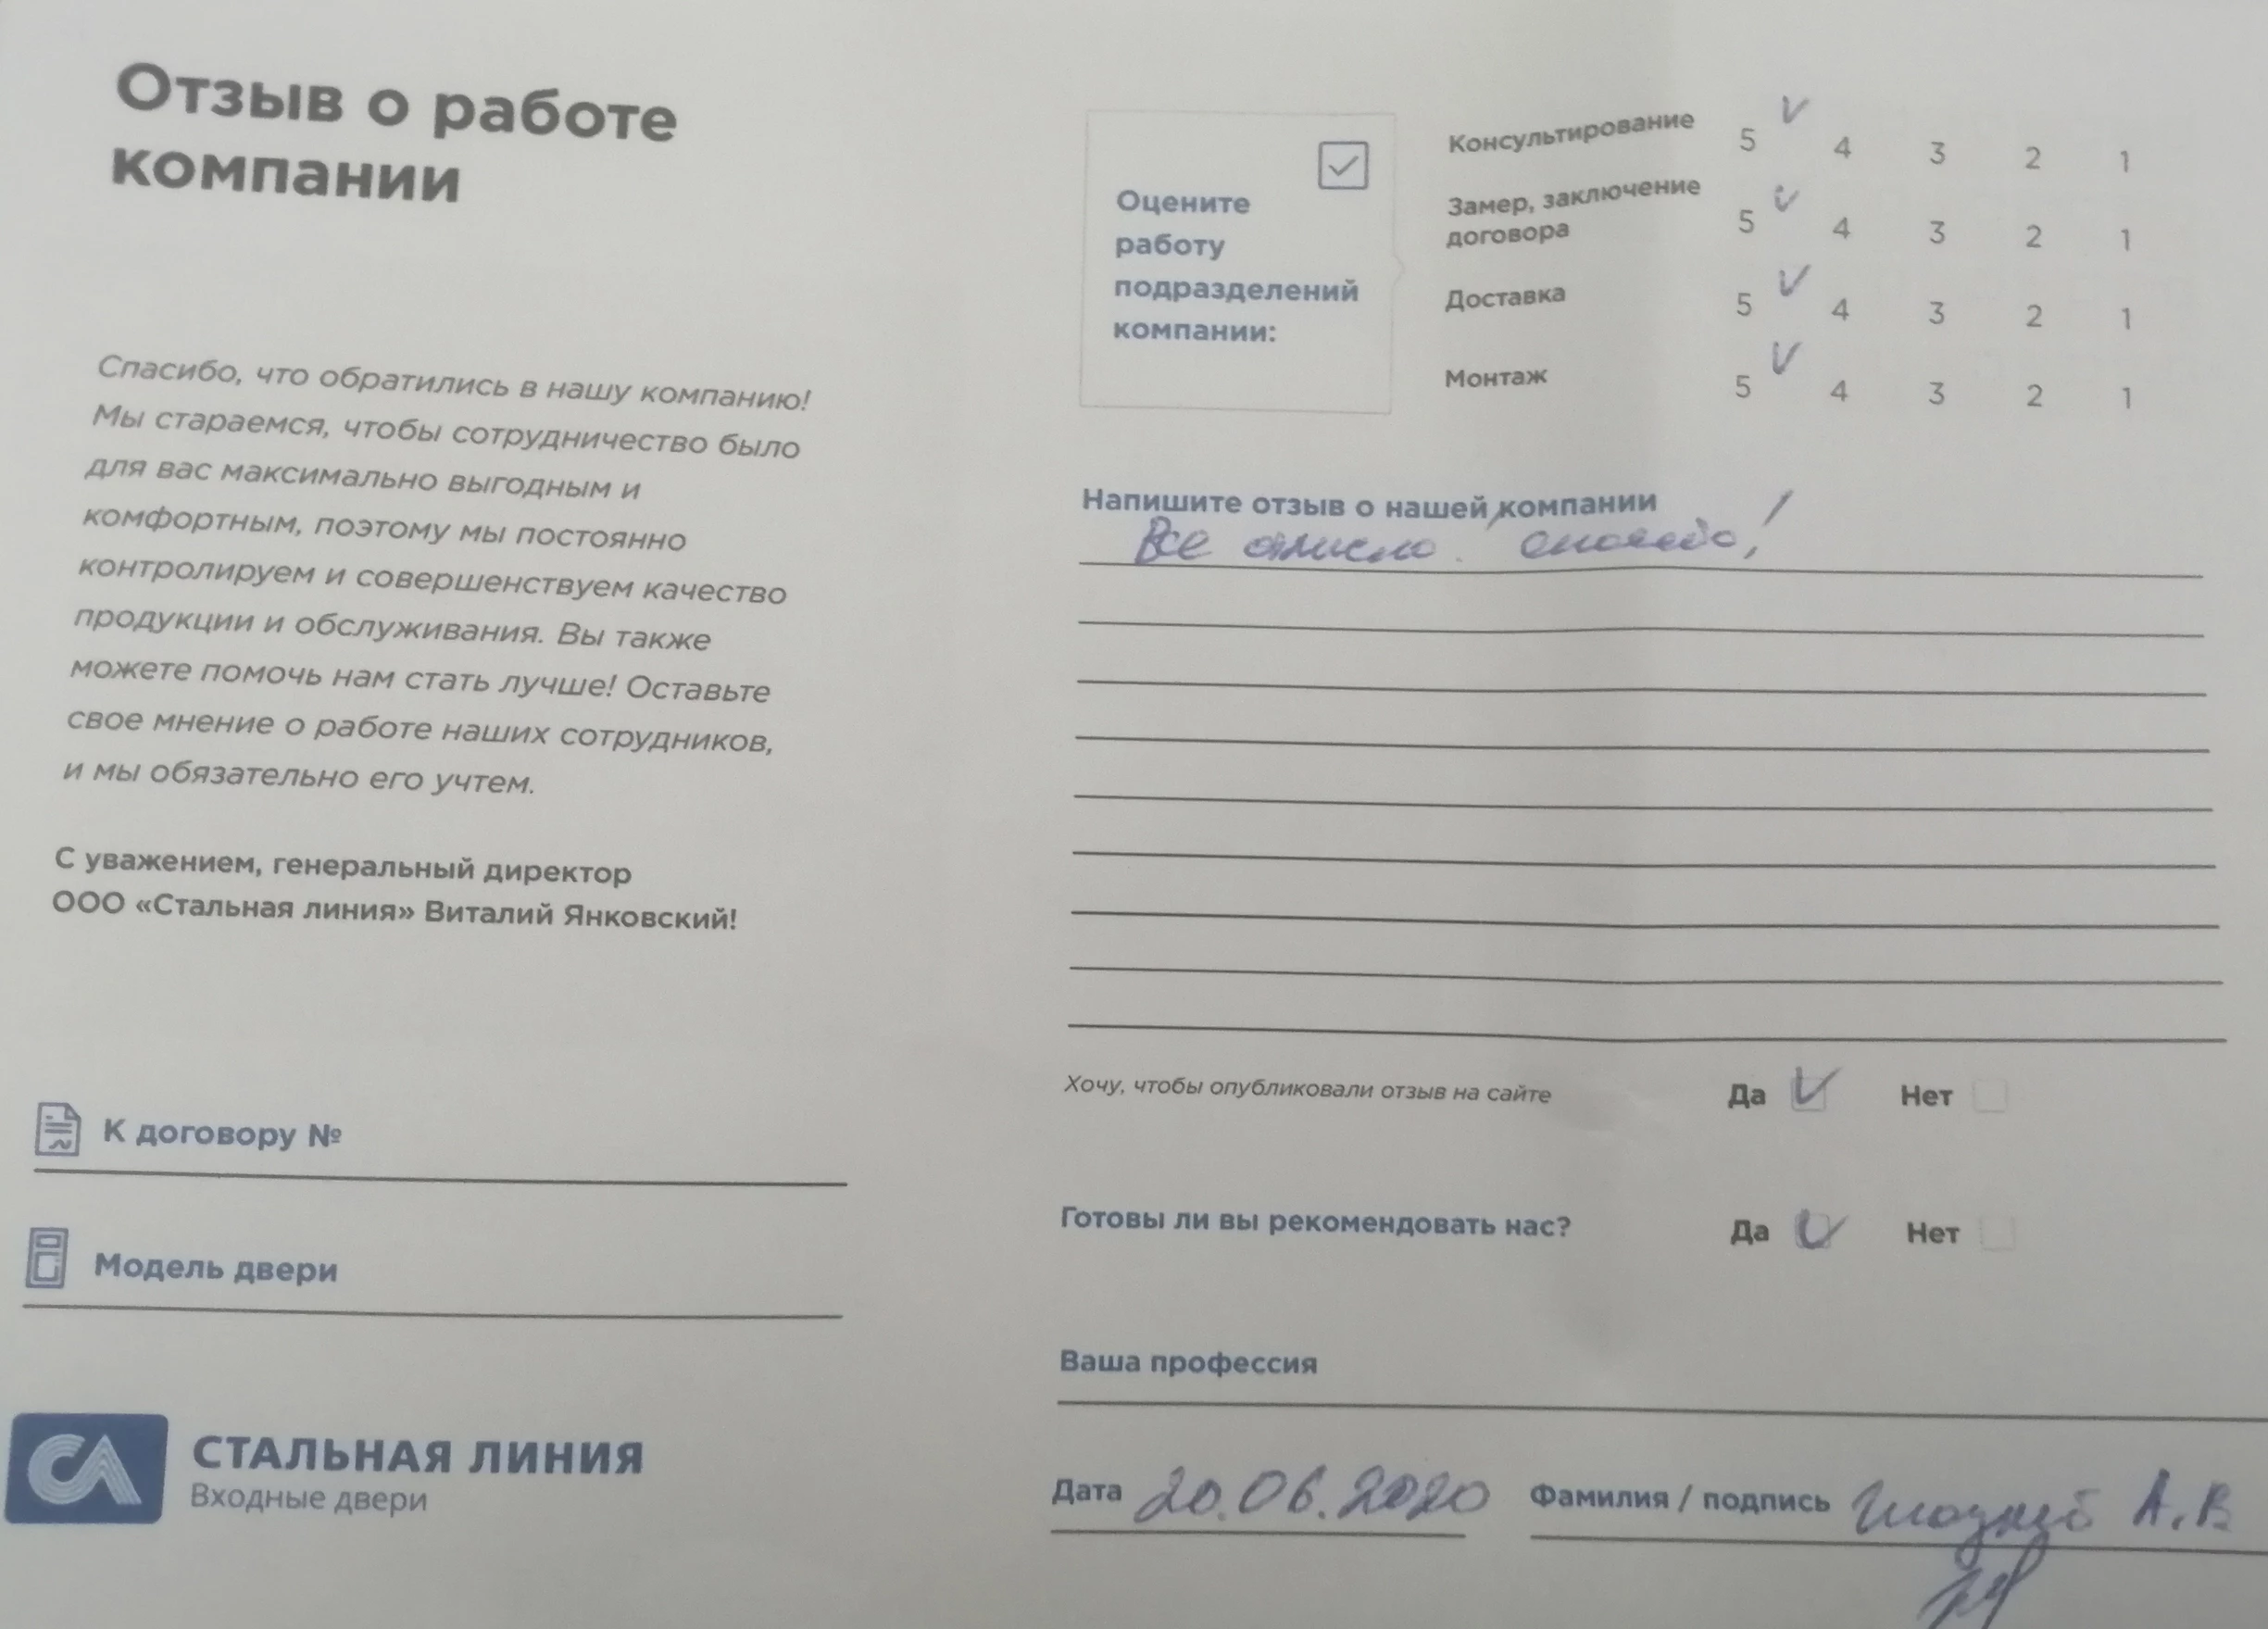 Отзыв о работе
компании
Спасибо, что обратились в нашу компанию!
Мы стараемся, чтобы сотрудничество было
для вас максимально выгодным и
комфортным, поэтому мы постоянно
контролируем и совершенствуем качество
продукции и обслуживания. Вы также
можете помочь нам стать лучше! Оставьте
свое мнение о работе наших сотрудников,
и мы обязательно его учтем.
С уважением, генеральный директор
ООО «Стальная линия» Виталий Янковский!
К договору №
Модель двери
СА
СТАЛЬНАЯ ЛИНИЯ
Входные двери
Оцените
работу
подразделений
компании:
Консультирование 5 4 3 2 1
Замер, заключение
договора 5 4 3 2 1
Доставка 5 4 3 2 1
Монтаж 5 4 3 2 1
Напишите отзыв о нашей компании
Все отлично! спасибо!
Хочу, чтобы опубликовали отзыв на сайте Да Нет
Готовы ли вы рекомендовать нас? Да Нет
Ваша профессия
Дата 20.06.2020 Фамилия / подпись А.В